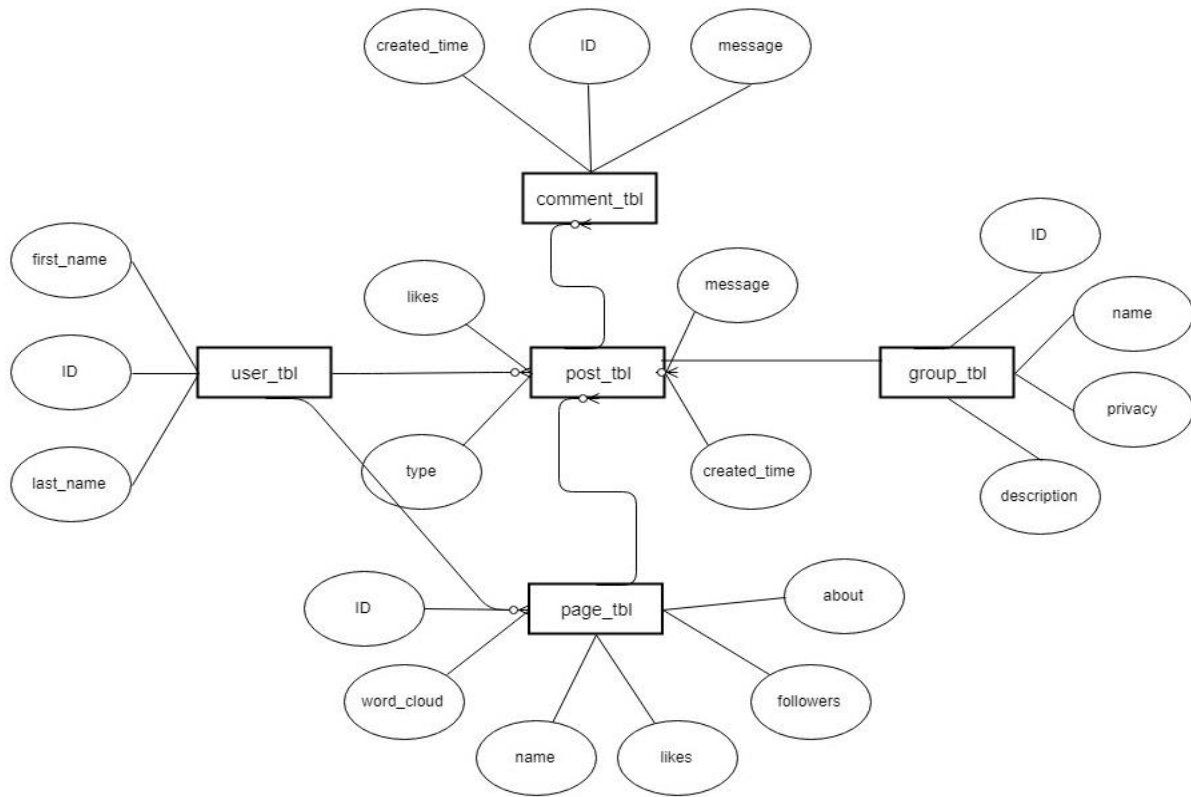 created_time
ID
message
comment_tbl
ID
first_name
likes
message
name
ID
user_tbl
post_tbl
group_tbl
privacy
last_name
type
created_time
description
ID
page_tbl
about
word_cloud
followers
name
likes